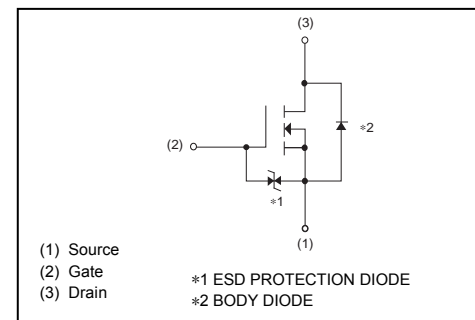 (3)
∗2
(2)
∗1
(1)
(1) Source
(2) Gate
(3) Drain
∗1 ESD PROTECTION DIODE
∗2 BODY DIODE